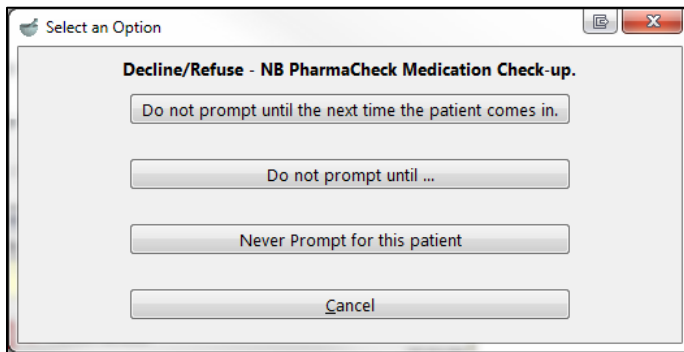 Select an Option
Decline/Refuse - NB PharmaCheck Medication Check-up.
Do not prompt until the next time the patient comes in.
Do not prompt until ...
Never Prompt for this patient
Cancel